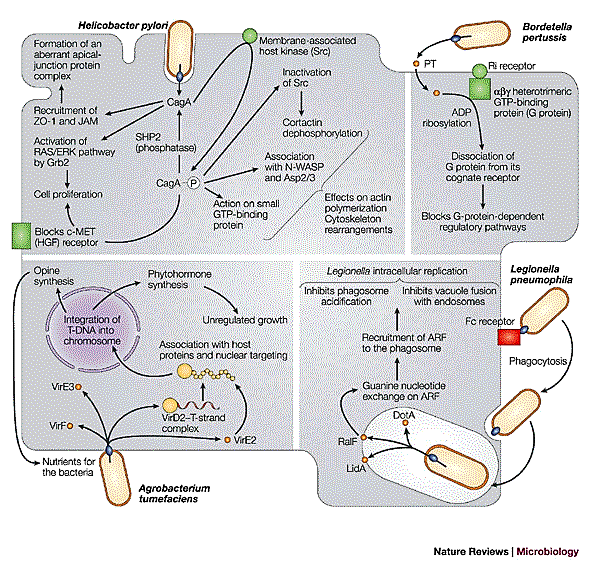 Helicobacter pylori
Formation of an
aberrant apical-
junction protein
complex
Membrane-associated
host kinase (Src)
CagA
Inactivation
of Src
Recruitment of
ZO-1 and JAM
Cortactin
dephosphorylation
SHP2
(phosphatase)
Activation of
RAS/ERK pathway
by Grb2
Association
with N-WASP
and Asp2/3
CagA
P
Cell proliferation
Action on small
GTP-binding
protein
Effects on actin
polymerization
Cytoskeleton
rearrangements
Blocks c-MET
(HGF) receptor
Bordetella
pertussis
PT
Ri receptor
αβγ heterotrimeric
GTP-binding
protein (G protein)
ADP
ribosylation
Dissociation of
G protein from its
cognate receptor
Blocks G-protein-dependent
regulatory pathways
Opine
synthesis
Phytohormone
synthesis
Integration of
T-DNA into
chromosome
Unregulated growth
Association with host
proteins and nuclear targeting
VirE3
VirF
VirD2–T-strand
complex
VirE2
Nutrients for
the bacteria
Agrobacterium
tumefaciens
Legionella intracellular replication
Inhibits phagosome
acidification
Inhibits vacuole fusion
with endosomes
Legionella
pneumophila
Fc receptor
Recruitment of ARF
to the phagosome
Phagocytosis
Guanine nucleotide
exchange on ARF
DotA
RalF
LidA
Nature Reviews | Microbiology